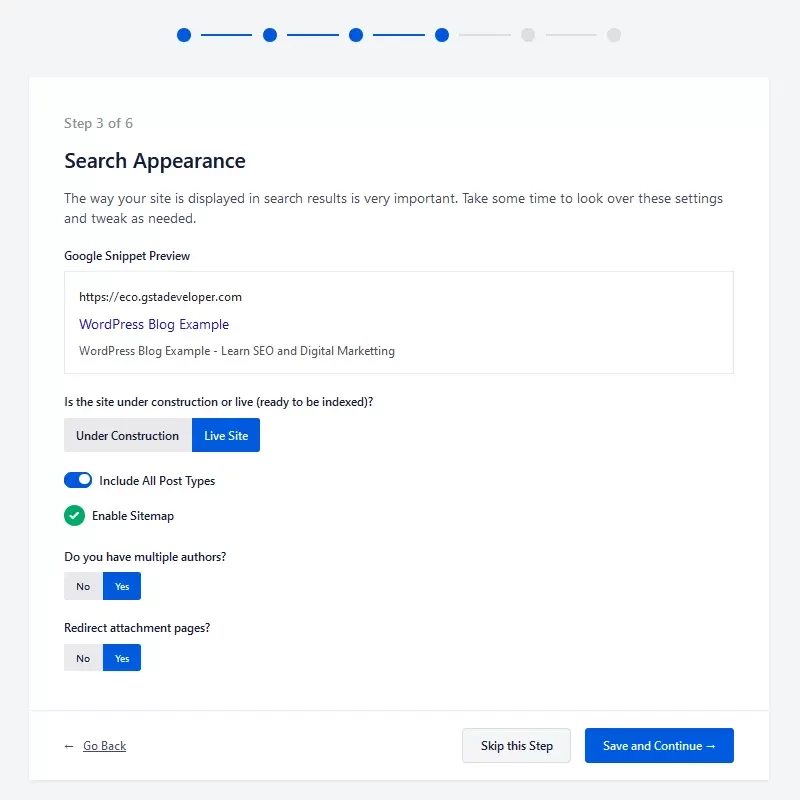 Step 3 of 6
Search Appearance
The way your site is displayed in search results is very important. Take some time to look over these settings
and tweak as needed.
Google Snippet Preview
https://eco.gstadeveloper.com
WordPress Blog Example
WordPress Blog Example - Learn SEO and Digital Marketting
Is the site under construction or live (ready to be indexed)?
Under Construction Live Site
Include All Post Types
Enable Sitemap
Do you have multiple authors?
No Yes
Redirect attachment pages?
No Yes
← Go Back Skip this Step Save and Continue →